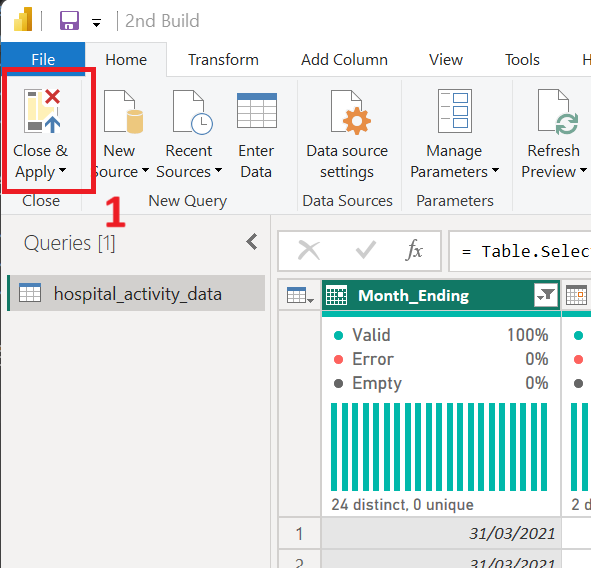 2nd Build
File Home Transform Add Column View Tools H
Close & Apply
New Source
Recent Sources
Enter Data
Data source settings
Manage Parameters
Refresh Preview
Close New Query Data Sources Parameters
1
Queries [1]
fx = Table.Selec
hospital_activity_data
Month_Ending
Valid 100%
Error 0%
Empty 0%
24 distinct, 0 unique
2 d
1 31/03/2021
2 31/03/2021